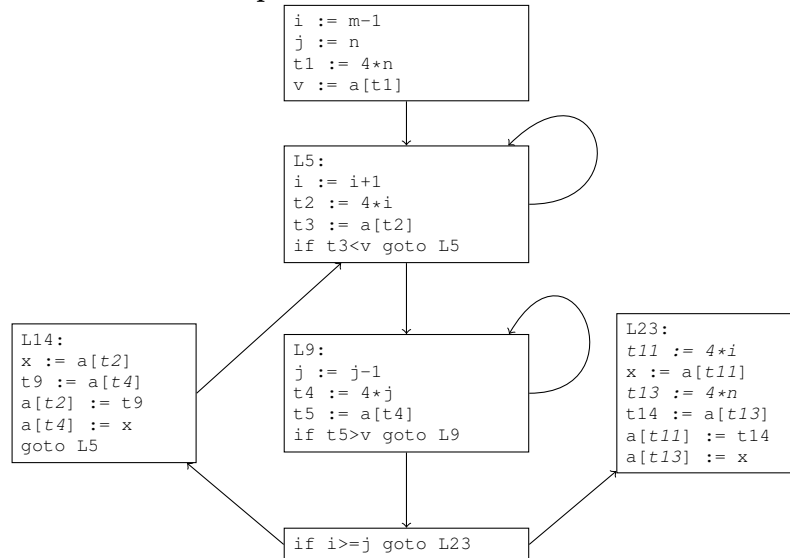 i := m-1
j := n
t1 := 4*n
v := a[t1]
L5:
i := i+1
t2 := 4*i
t3 := a[t2]
if t3<v goto L5
L14:
x := a[t2]
t9 := a[t4]
a[t2] := t9
a[t4] := x
goto L5
L9:
j := j-1
t4 := 4*j
t5 := a[t4]
if t5>v goto L9
L23:
t11 := 4*i
x := a[t11]
t13 := 4*n
t14 := a[t13]
a[t11] := t14
a[t13] := x
if i>=j goto L23